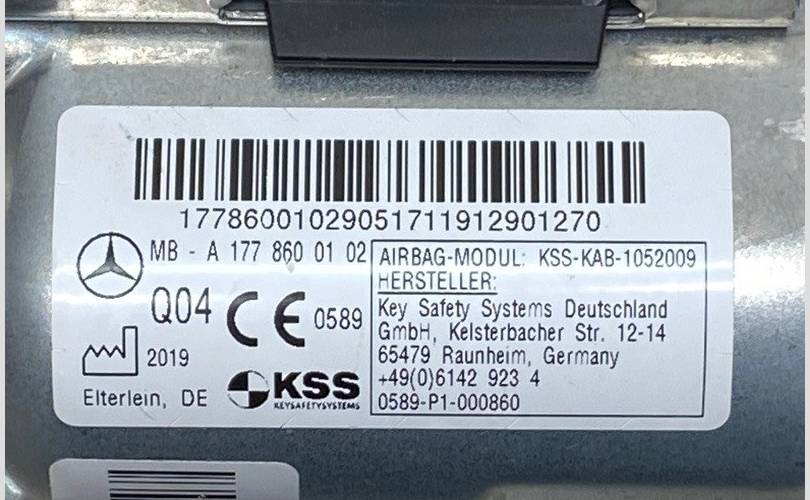 17786001029051711912901270
MB - A 177 860 01 02
Q04
CE 0589
2019
Elterlein, DE
KSS
KEYSAFETYSYSTEMS
AIRBAG-MODUL: KSS-KAB-1052009
HERSTELLER:
Key Safety Systems Deutschland
GmbH, Kelsterbacher Str. 12-14
65479 Raunheim, Germany
+49(0)6142 923 4
0589-P1-000860